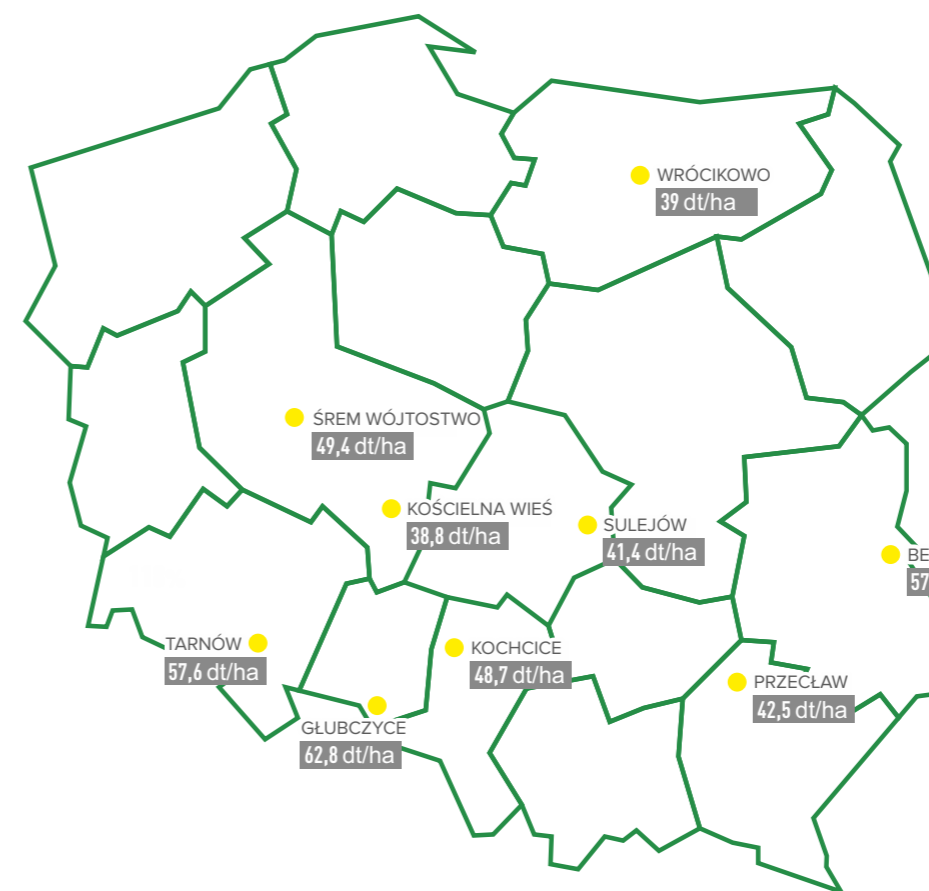 WRÓCIKOWO
39 dt/ha
ŚREM WÓJTOSTWO
49,4 dt/ha
KOŚCIELNA WIEŚ
38,8 dt/ha
SULEJÓW
41,4 dt/ha
BE
57
TARNÓW
57,6 dt/ha
KOCHCICE
48,7 dt/ha
PRZECŁAW
42,5 dt/ha
GŁUBCZYCE
62,8 dt/ha